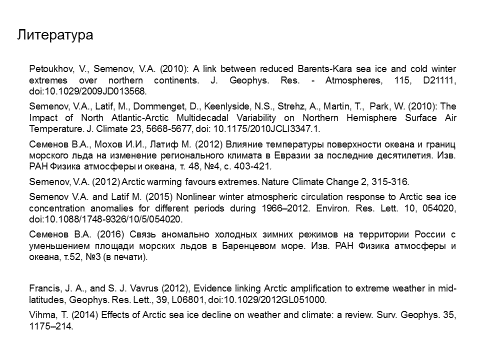 Литература
Petoukhov, V., Semenov, V.A. (2010): A link between reduced Barents-Kara sea ice and cold winter
extremes over northern continents. J. Geophys. Res. - Atmospheres, 115, D21111,
doi:10.1029/2009JD013568.
Semenov, V.A., Latif, M., Dommenget, D., Keenlyside, N.S., Strehz, A., Martin, T., Park, W. (2010): The
Impact of North Atlantic-Arctic Multidecadal Variability on Northern Hemisphere Surface Air
Temperature. J. Climate 23, 5668-5677, doi: 10.1175/2010JCLI3347.1.
Семенов В.А., Мохов И.И., Латиф М. (2012) Влияние температуры поверхности океана и границ
морского льда на изменение регионального климата в Евразии за последние десятилетия. Изв.
РАН Физика атмосферы и океана, т. 48, №4, с. 403-421.
Semenov, V.A. (2012) Arctic warming favours extremes. Nature Climate Change 2, 315-316.
Semenov V.A. and Latif M. (2015) Nonlinear winter atmospheric circulation response to Arctic sea ice
concentration anomalies for different periods during 1966–2012. Environ. Res. Lett. 10, 054020,
doi:10.1088/1748-9326/10/5/054020.
Семенов В.А. (2016) Связь аномально холодных зимних режимов на территории России с
уменьшением площади морских льдов в Баренцевом море. Изв. РАН Физика атмосферы и
океана, т.52, №3 (в печати).
Francis, J. A., and S. J. Vavrus (2012), Evidence linking Arctic amplification to extreme weather in mid-
latitudes, Geophys. Res. Lett., 39, L06801, doi:10.1029/2012GL051000.
Vihma, T. (2014) Effects of Arctic sea ice decline on weather and climate: a review. Surv. Geophys. 35,
1175–214.